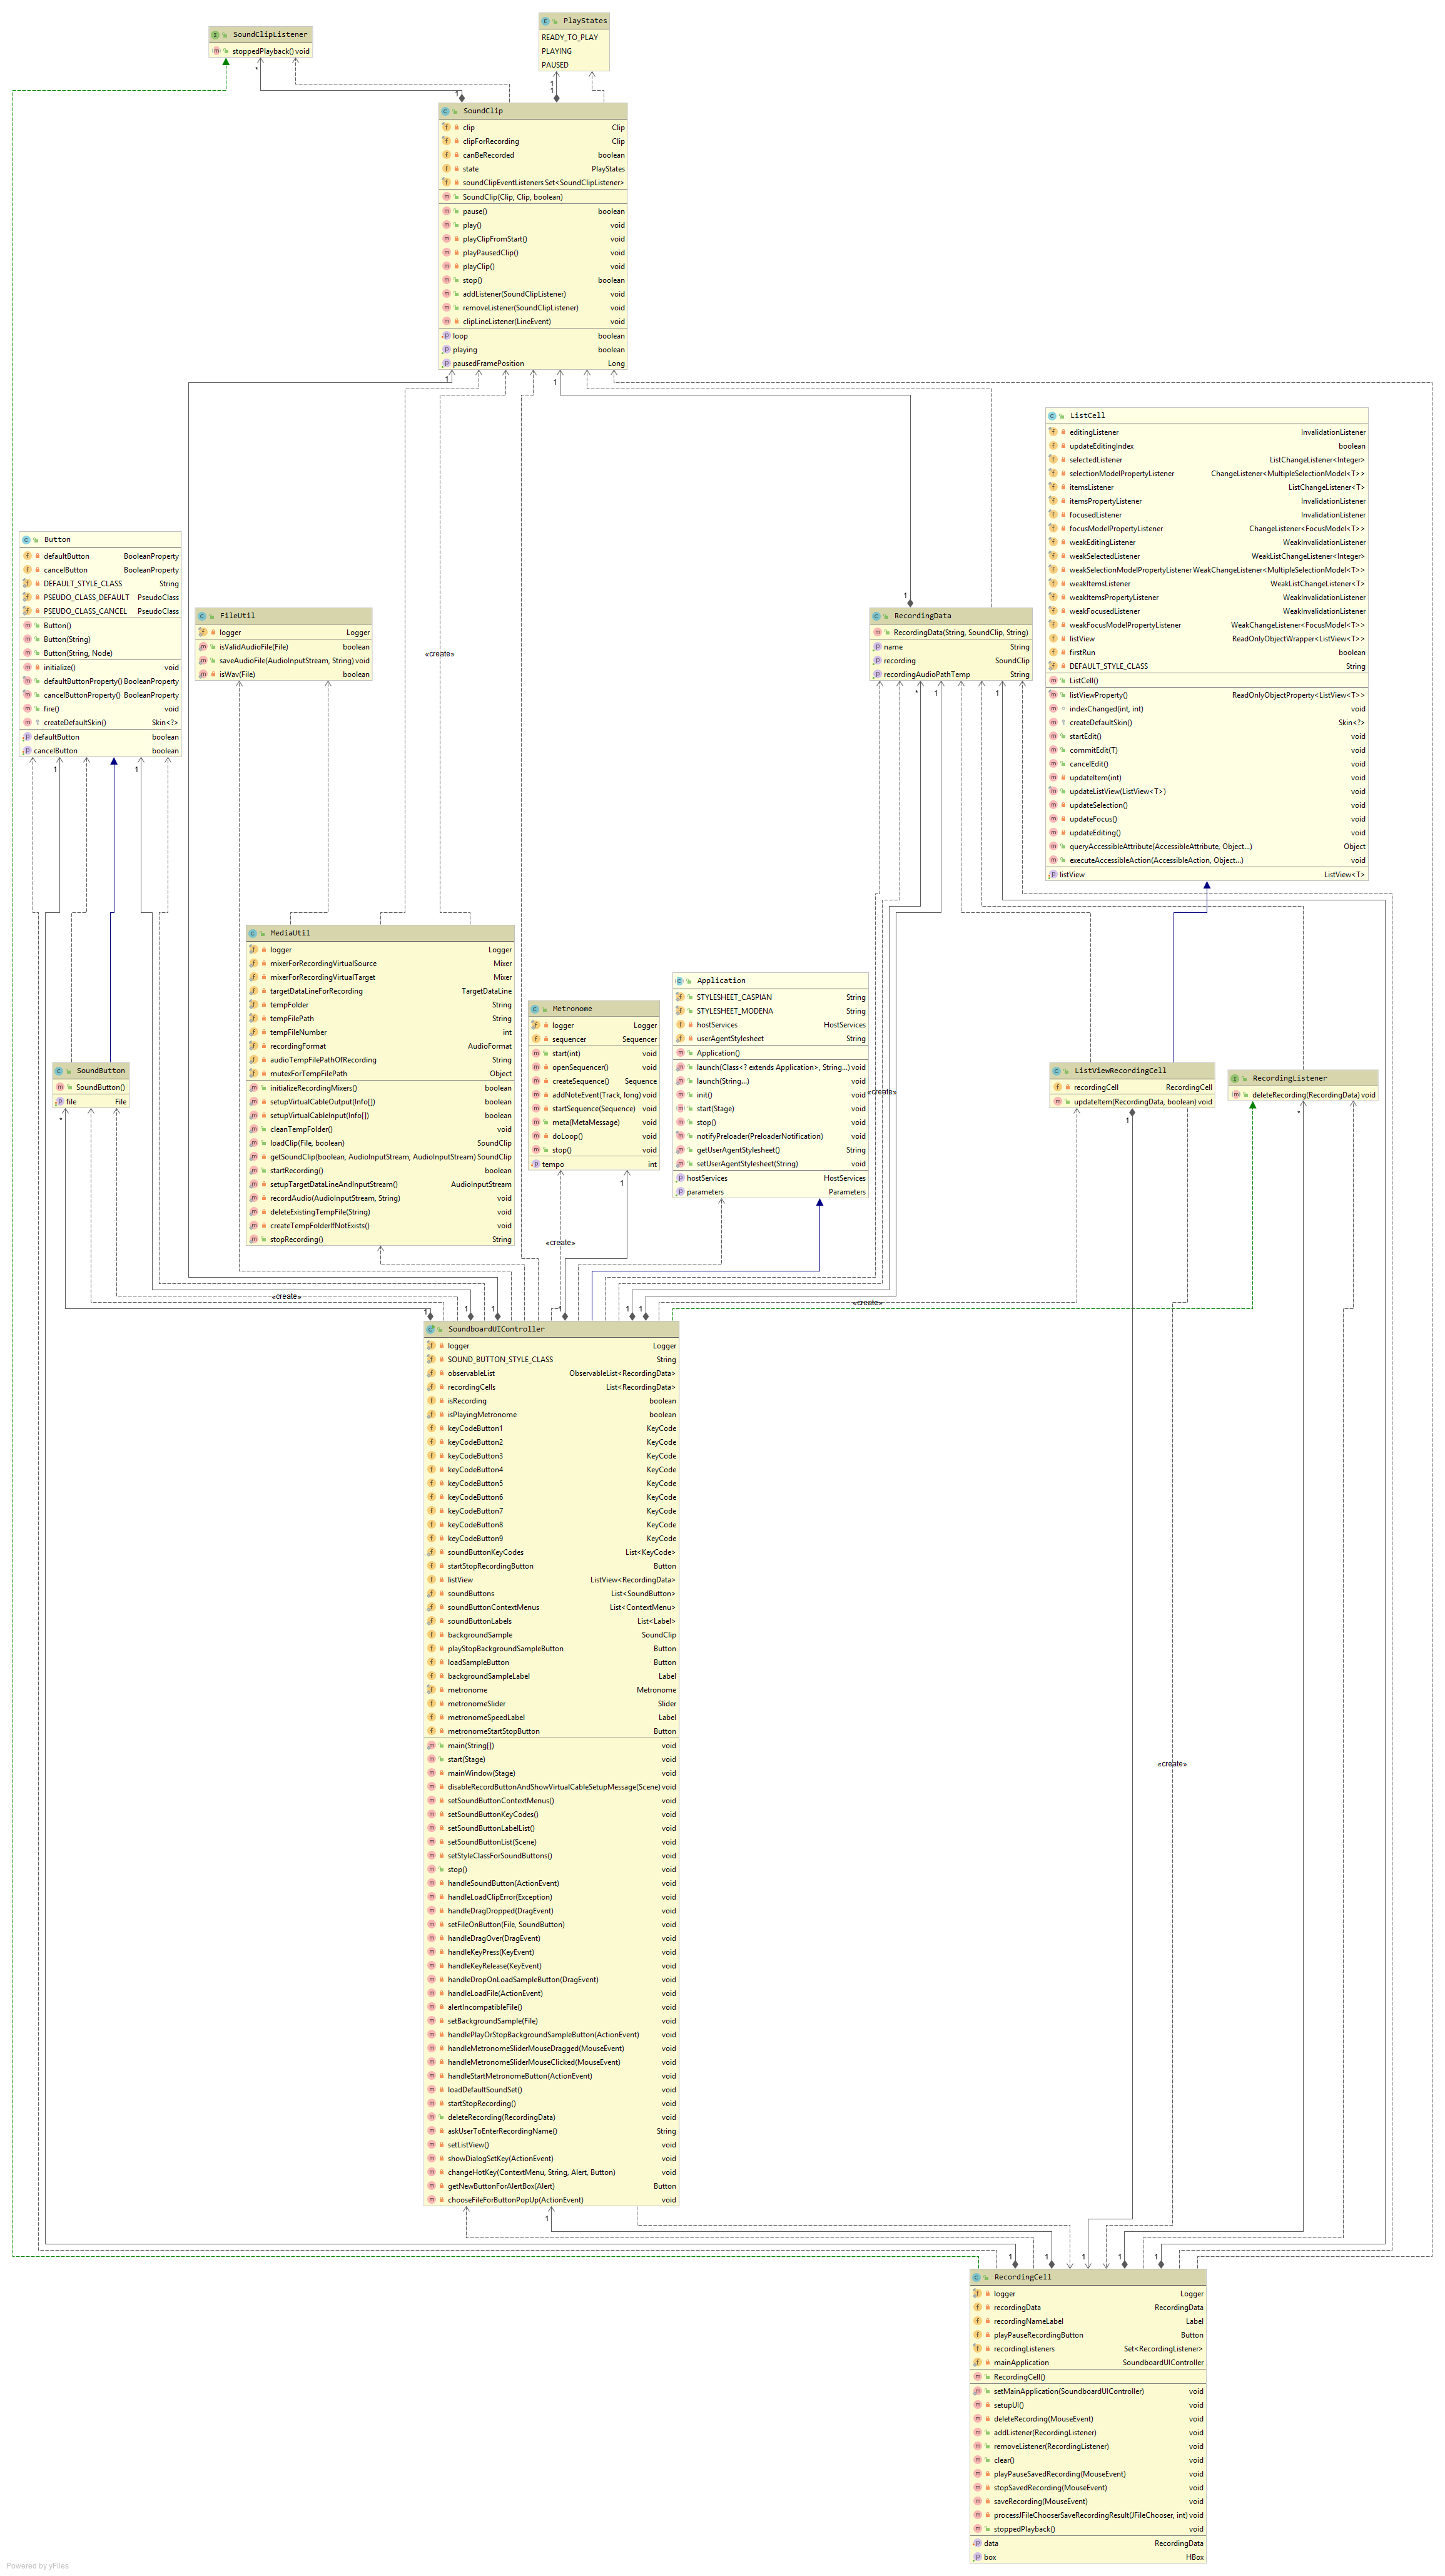 PlayStates
READY_TO_PLAY
PLAYING
PAUSED
SoundClipListener
stoppedPlayback() void
*
1
1
1
SoundClip
clip Clip
clipForRecording Clip
canBeRecorded boolean
state PlayStates
soundClipEventListeners Set<SoundClipListener>
SoundClip(Clip, Clip, boolean)
pause() boolean
play() void
playClipFromStart() void
playPausedClip() void
playClip() void
stop() boolean
addListener(SoundClipListener) void
removeListener(SoundClipListener) void
clipLineListener(LineEvent) void
loop boolean
playing boolean
pausedFramePosition Long
1
1
ListCell
editingListener InvalidationListener
updateEditingIndex boolean
selectedListener ListChangeListener<Integer>
selectionModelPropertyListener ChangeListener<MultipleSelectionModel<T>>
itemsListener ListChangeListener<T>
itemsPropertyListener InvalidationListener
focusedListener InvalidationListener
focusModelPropertyListener ChangeListener<FocusModel<T>>
weakEditingListener WeakInvalidationListener
weakSelectedListener WeakListChangeListener<Integer>
weakSelectionModelPropertyListener WeakChangeListener<MultipleSelectionModel<T>>
weakItemsListener WeakListChangeListener<T>
weakItemsPropertyListener WeakInvalidationListener
weakFocusedListener WeakInvalidationListener
weakFocusModelPropertyListener WeakChangeListener<FocusModel<T>>
listView ReadOnlyObjectWrapper<ListView<T>>
firstRun boolean
DEFAULT_STYLE_CLASS String
ListCell()
listViewProperty() ReadOnlyObjectProperty<ListView<T>>
indexChanged(int, int) void
createDefaultSkin() Skin<?>
startEdit() void
commitEdit(T) void
cancelEdit() void
updateItem(int) void
updateListView(ListView<T>) void
updateSelection() void
updateFocus() void
updateEditing() void
queryAccessibleAttribute(AccessibleAttribute, Object...) Object
executeAccessibleAction(AccessibleAction, Object...) void
listView ListView<T>
Button
defaultButton BooleanProperty
cancelButton BooleanProperty
DEFAULT_STYLE_CLASS String
PSEUDO_CLASS_DEFAULT PseudoClass
PSEUDO_CLASS_CANCEL PseudoClass
Button()
Button(String)
Button(String, Node)
initialize() void
defaultButtonProperty() BooleanProperty
cancelButtonProperty() BooleanProperty
fire() void
createDefaultSkin() Skin<?>
defaultButton boolean
cancelButton boolean
1
1
FileUtil
logger Logger
isValidAudioFile(File) boolean
saveAudioFile(AudioInputStream, String) void
isWav(File) boolean
«create»
1
RecordingData
RecordingData(String, SoundClip, String)
name String
recording SoundClip
recordingAudioPathTemp String
*
1
1
MediaUtil
logger Logger
mixerForRecordingVirtualSource Mixer
mixerForRecordingVirtualTarget Mixer
targetDataLineForRecording TargetDataLine
tempFolder String
tempFilePath String
tempFileNumber int
recordingFormat AudioFormat
audioTempFilePathOfRecording String
mutexForTempFilePath Object
initializeRecordingMixers() boolean
setupVirtualCableOutput(Info[]) boolean
setupVirtualCableInput(Info[]) boolean
cleanTempFolder() void
loadClip(File, boolean) SoundClip
getSoundClip(boolean, AudioInputStream, AudioInputStream) SoundClip
startRecording() boolean
setupTargetDataLineAndInputStream() AudioInputStream
recordAudio(AudioInputStream, String) void
deleteExistingTempFile(String) void
createTempFolderIfNotExists() void
stopRecording() String
Metronome
logger Logger
sequencer Sequencer
start(int) void
openSequencer() void
createSequence() Sequence
addNoteEvent(Track, long) void
startSequence(Sequence) void
meta(MetaMessage) void
doLoop() void
stop() void
tempo int
1
«create»
Application
STYLESHEET_CASPIAN String
STYLESHEET_MODENA String
hostServices HostServices
userAgentStylesheet String
Application()
launch(Class<? extends Application>, String...) void
launch(String...) void
init() void
start(Stage) void
stop() void
notifyPreloader(PreloaderNotification) void
getUserAgentStylesheet() String
setUserAgentStylesheet(String) void
hostServices HostServices
parameters Parameters
«create»
SoundButton
SoundButton()
file File
*
ListViewRecordingCell
recordingCell RecordingCell
updateItem(RecordingData, boolean) void
1
RecordingListener
deleteRecording(RecordingData) void
*
«create»
«create»
1
1
1
1
1
1
SoundboardUIController
logger Logger
SOUND_BUTTON_STYLE_CLASS String
observableList ObservableList<RecordingData>
recordingCells List<RecordingData>
isRecording boolean
isPlayingMetronome boolean
keyCodeButton1 KeyCode
keyCodeButton2 KeyCode
keyCodeButton3 KeyCode
keyCodeButton4 KeyCode
keyCodeButton5 KeyCode
keyCodeButton6 KeyCode
keyCodeButton7 KeyCode
keyCodeButton8 KeyCode
keyCodeButton9 KeyCode
soundButtonKeyCodes List<KeyCode>
startStopRecordingButton Button
listView ListView<RecordingData>
soundButtons List<SoundButton>
soundButtonContextMenus List<ContextMenu>
soundButtonLabels List<Label>
backgroundSample SoundClip
playStopBackgroundSampleButton Button
loadSampleButton Button
backgroundSampleLabel Label
metronome Metronome
metronomeSlider Slider
metronomeSpeedLabel Label
metronomeStartStopButton Button
main(String[]) void
start(Stage) void
mainWindow(Stage) void
disableRecordButtonAndShowVirtualCableSetupMessage(Scene) void
setSoundButtonContextMenus() void
setSoundButtonKeyCodes() void
setSoundButtonLabelList() void
setSoundButtonList(Scene) void
setStyleClassForSoundButtons() void
stop() void
handleSoundButton(ActionEvent) void
handleLoadClipError(Exception) void
handleDragDropped(DragEvent) void
setFileOnButton(File, SoundButton) void
handleDragOver(DragEvent) void
handleKeyPress(KeyEvent) void
handleKeyRelease(KeyEvent) void
handleDropOnLoadSampleButton(DragEvent) void
handleLoadFile(ActionEvent) void
alertIncompatibleFile() void
setBackgroundSample(File) void
handlePlayOrStopBackgroundSampleButton(ActionEvent) void
handleMetronomeSliderMouseDragged(MouseEvent) void
handleMetronomeSliderMouseClicked(MouseEvent) void
handleStartMetronomeButton(ActionEvent) void
loadDefaultSoundSet() void
startStopRecording() void
deleteRecording(RecordingData) void
askUserToEnterRecordingName() String
setListView() void
showDialogSetKey(ActionEvent) void
changeHotKey(ContextMenu, String, Alert, Button) void
getNewButtonForAlertBox(Alert) Button
chooseFileForButtonPopUp(ActionEvent) void
«create»
1
1
1
1
1
1
RecordingCell
logger Logger
recordingData RecordingData
recordingNameLabel Label
playPauseRecordingButton Button
recordingListeners Set<RecordingListener>
mainApplication SoundboardUIController
RecordingCell()
setMainApplication(SoundboardUIController) void
setupUI() void
deleteRecording(MouseEvent) void
addListener(RecordingListener) void
removeListener(RecordingListener) void
clear() void
playPauseSavedRecording(MouseEvent) void
stopSavedRecording(MouseEvent) void
saveRecording(MouseEvent) void
processJFileChooserSaveRecordingResult(JFileChooser, int) void
stoppedPlayback() void
data RecordingData
box HBox
Powered by yFiles